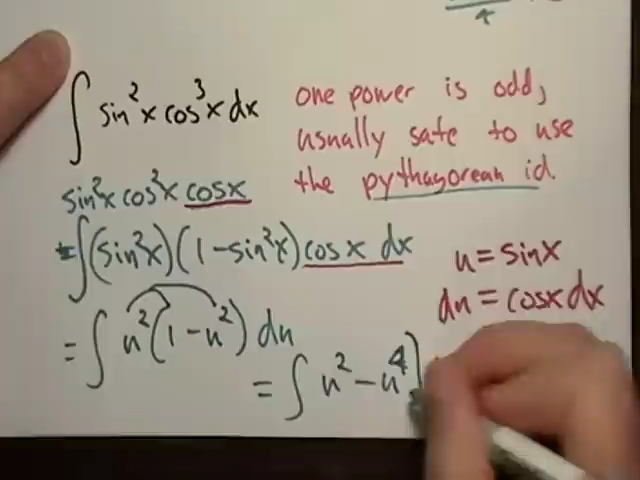 4
∫ sin²x cos³x dx
one power is odd,
usually safe to use
the pythagorean id.
sin²x cos²x cosx
= ∫ (sin²x)(1-sin²x) cos x dx
u = sinx
du = cosx dx
= ∫ u²(1-u²) du
= ∫ u² - u⁴)